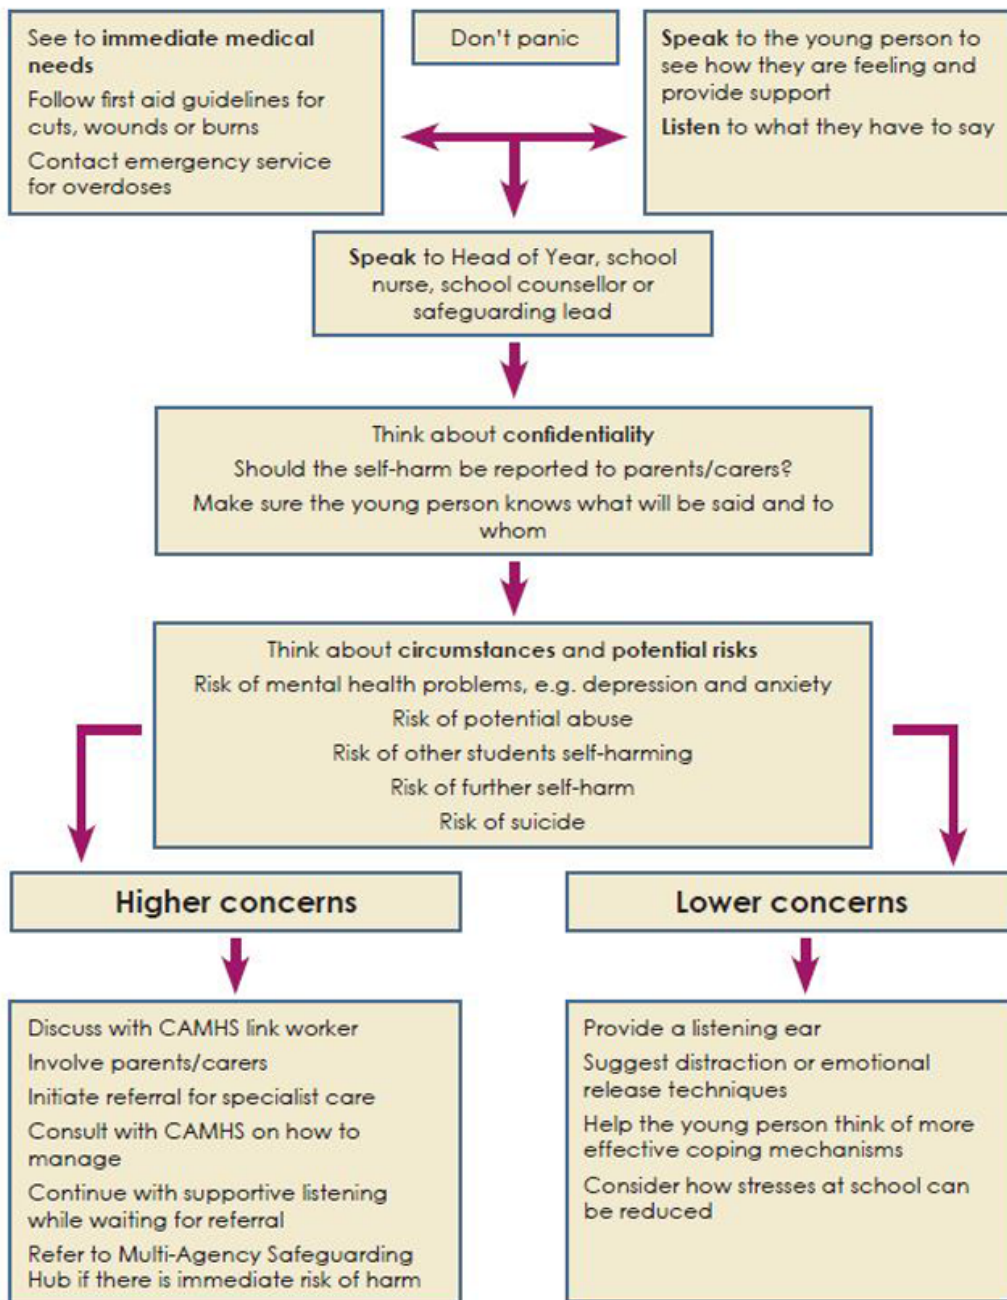 See to immediate medical
needs
Follow first aid guidelines for
cuts, wounds or burns
Contact emergency service
for overdoses
Don't panic
Speak to the young person to
see how they are feeling and
provide support
Listen to what they have to say
Speak to Head of Year, school
nurse, school counsellor or
safeguarding lead
Think about confidentiality
Should the self-harm be reported to parents/carers?
Make sure the young person knows what will be said and to
whom
Think about circumstances and potential risks
Risk of mental health problems, e.g. depression and anxiety
Risk of potential abuse
Risk of other students self-harming
Risk of further self-harm
Risk of suicide
Higher concerns
Discuss with CAMHS link worker
Involve parents/carers
Initiate referral for specialist care
Consult with CAMHS on how to
manage
Continue with supportive listening
while waiting for referral
Refer to Multi-Agency Safeguarding
Hub if there is immediate risk of harm
Lower concerns
Provide a listening ear
Suggest distraction or emotional
release techniques
Help the young person think of more
effective coping mechanisms
Consider how stresses at school can
be reduced